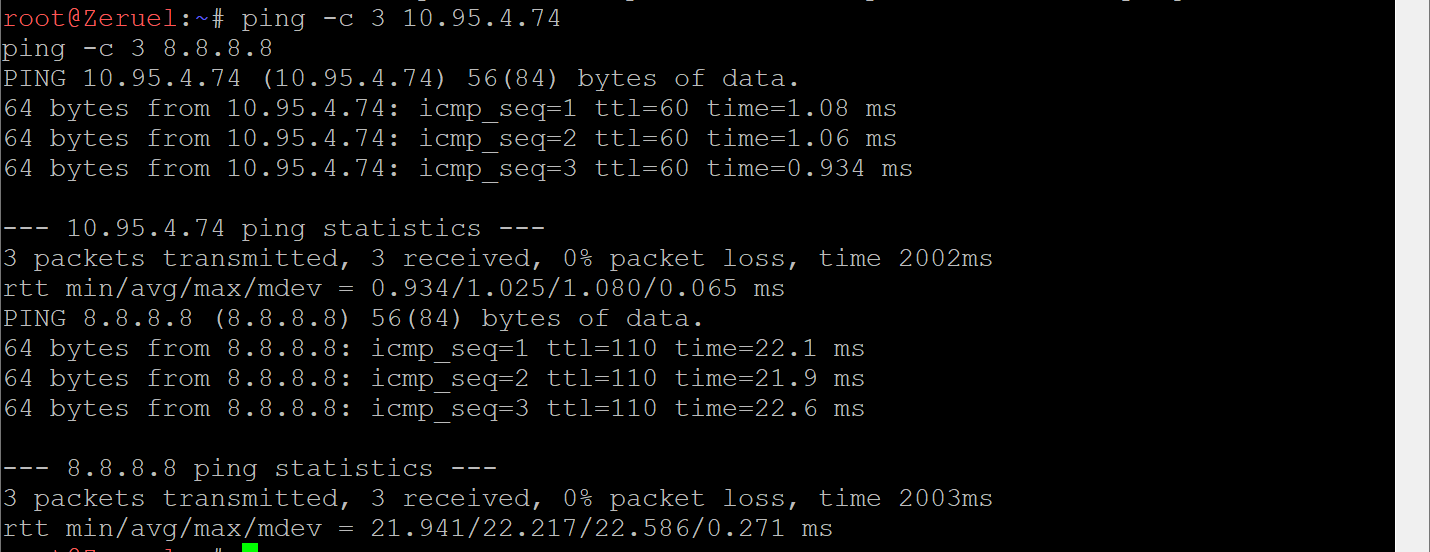 root@Zeruel:~# ping -c 3 10.95.4.74
ping -c 3 8.8.8.8
PING 10.95.4.74 (10.95.4.74) 56(84) bytes of data.
64 bytes from 10.95.4.74: icmp_seq=1 ttl=60 time=1.08 ms
64 bytes from 10.95.4.74: icmp_seq=2 ttl=60 time=1.06 ms
64 bytes from 10.95.4.74: icmp_seq=3 ttl=60 time=0.934 ms
--- 10.95.4.74 ping statistics ---
3 packets transmitted, 3 received, 0% packet loss, time 2002ms
rtt min/avg/max/mdev = 0.934/1.025/1.080/0.065 ms
PING 8.8.8.8 (8.8.8.8) 56(84) bytes of data.
64 bytes from 8.8.8.8: icmp_seq=1 ttl=110 time=22.1 ms
64 bytes from 8.8.8.8: icmp_seq=2 ttl=110 time=21.9 ms
64 bytes from 8.8.8.8: icmp_seq=3 ttl=110 time=22.6 ms
--- 8.8.8.8 ping statistics ---
3 packets transmitted, 3 received, 0% packet loss, time 2003ms
rtt min/avg/max/mdev = 21.941/22.217/22.586/0.271 ms
root@Zeruel:~#